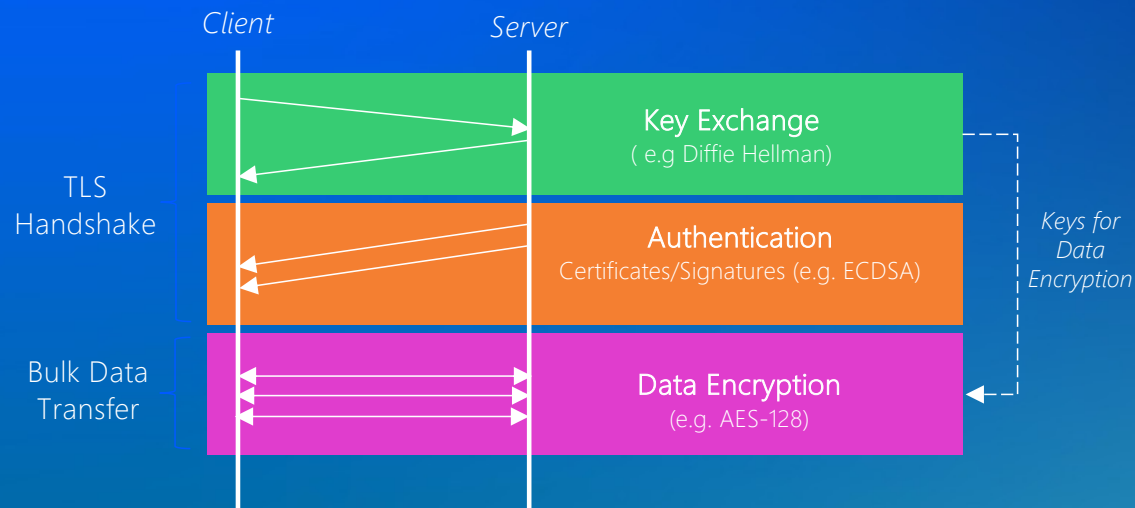 Client
Server
Key Exchange
( e.g Diffie Hellman)
TLS
Handshake
Authentication
Certificates/Signatures (e.g. ECDSA)
Keys for
Data
Encryption
Bulk Data
Transfer
Data Encryption
(e.g. AES-128)